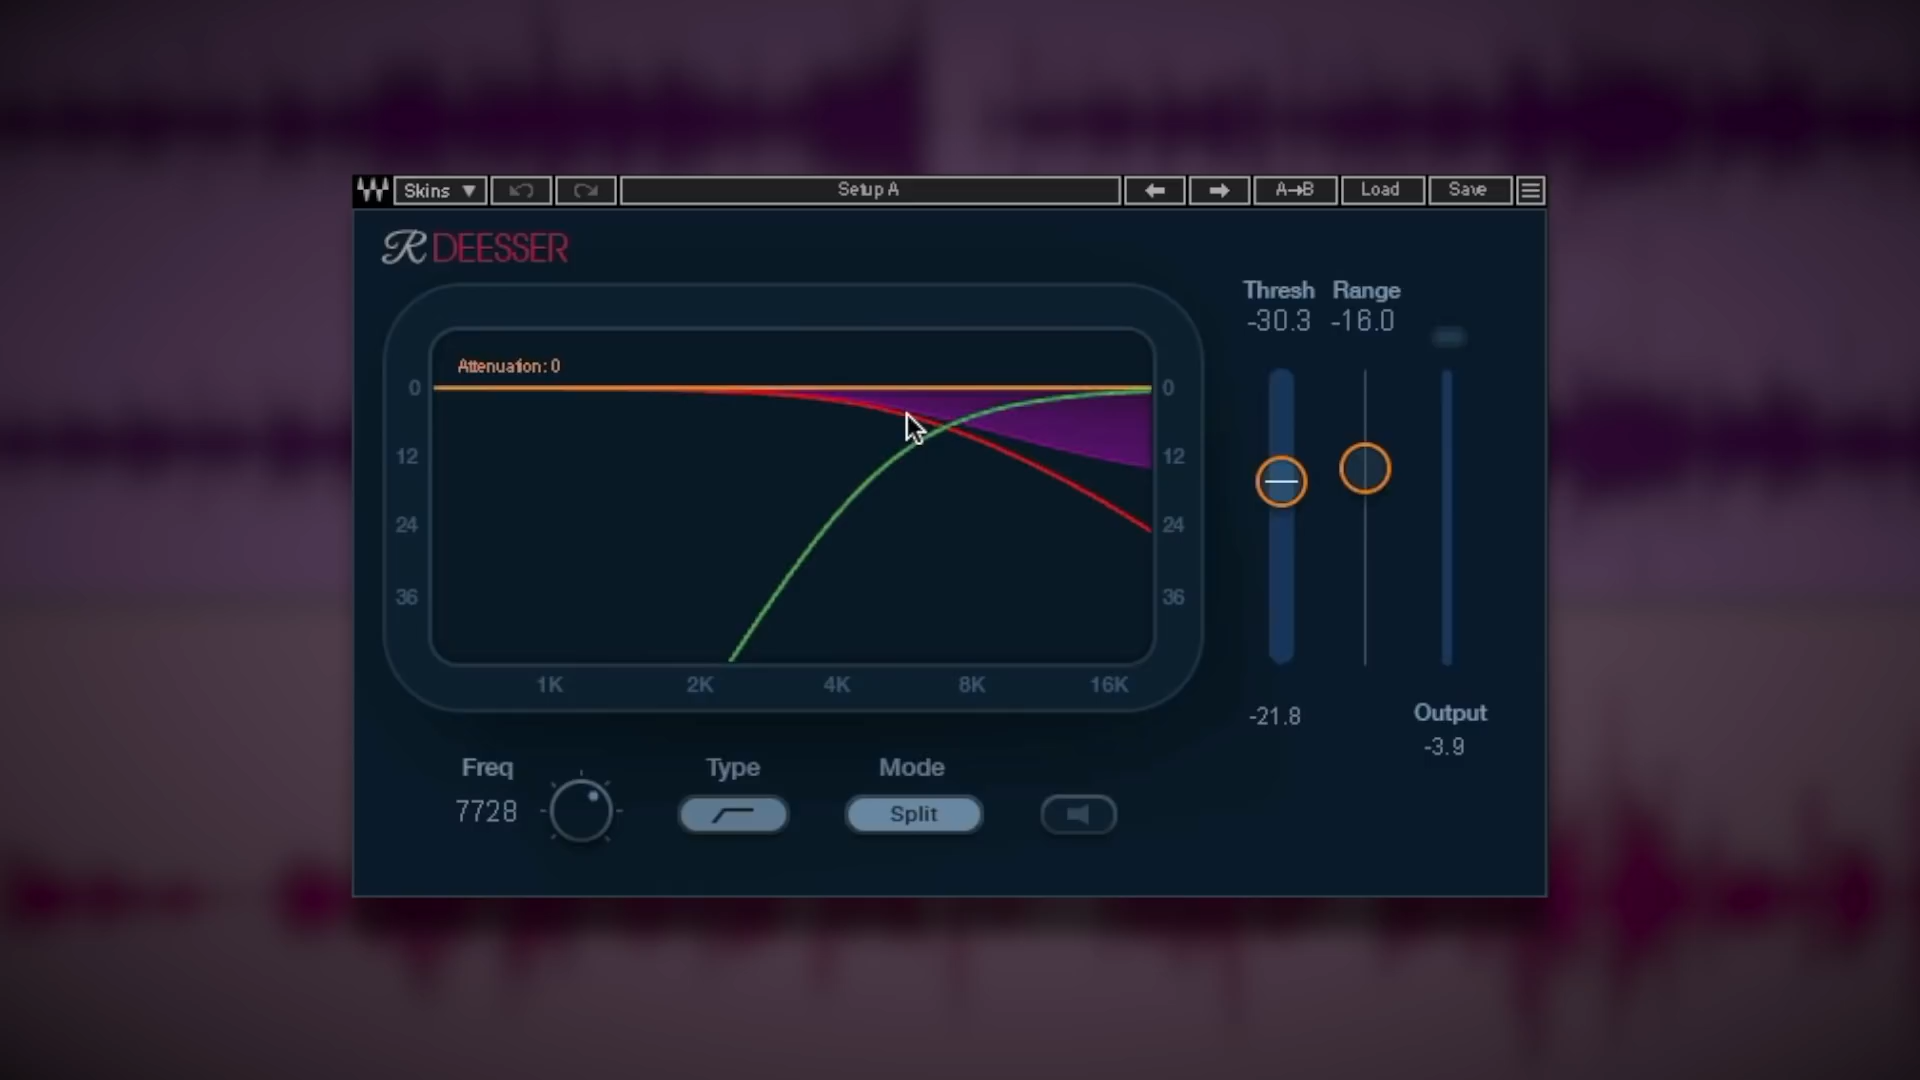 Skins
Setup A
A→B
Load
Save
R DEESSER
Thresh
Range
-30.3
-16.0
Attenuation: 0
0
0
12
12
24
24
36
36
1K
2K
4K
8K
16K
-21.8
Output
-3.9
Freq
Type
Mode
7728
Split